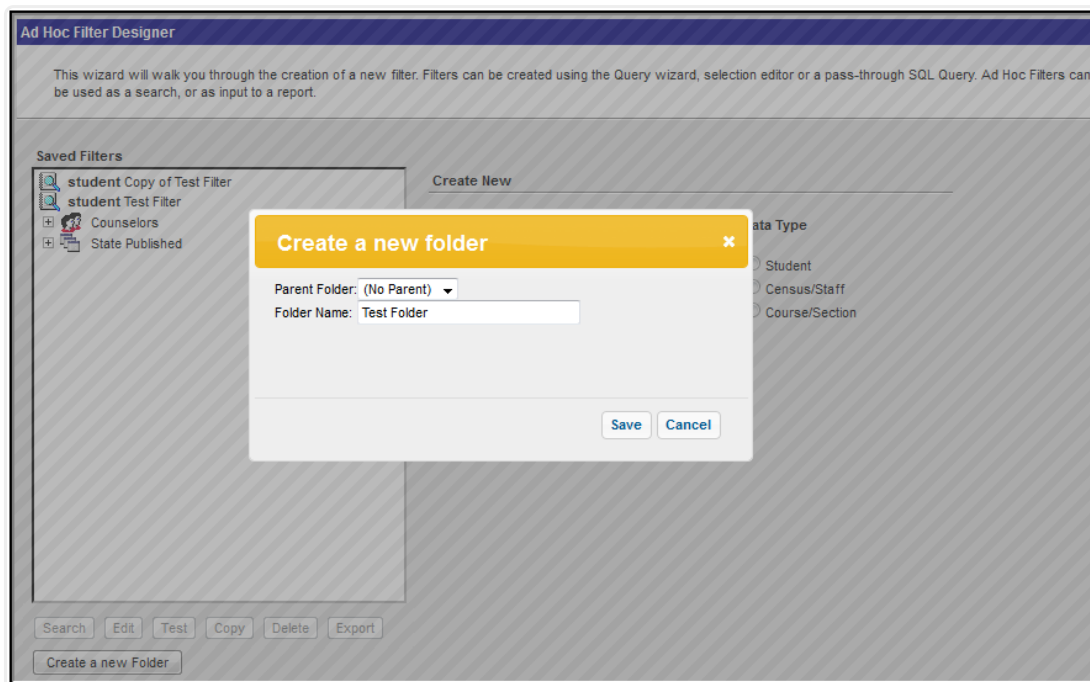 Ad Hoc Filter Designer
This wizard will walk you through the creation of a new filter. Filters can be created using the Query wizard, selection editor or a pass-through SQL Query. Ad Hoc Filters can
be used as a search, or as input to a report.
Saved Filters
student Copy of Test Filter
student Test Filter
Counselors
State Published
Create New
ata Type
Student
Census/Staff
Course/Section
Create a new folder
Parent Folder: (No Parent)
Folder Name: Test Folder
Save Cancel
Search Edit Test Copy Delete Export
Create a new Folder